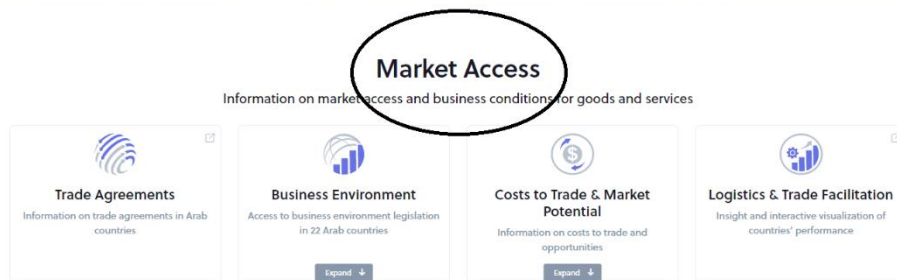 Market Access
Information on market access and business conditions for goods and services
Trade Agreements
Information on trade agreements in Arab
countries
Business Environment
Access to business environment legislation
in 22 Arab countries
Expand
Costs to Trade & Market
Potential
Information on costs to trade and
opportunities
Expand
Logistics & Trade Facilitation
Insight and interactive visualization of
countries' performance